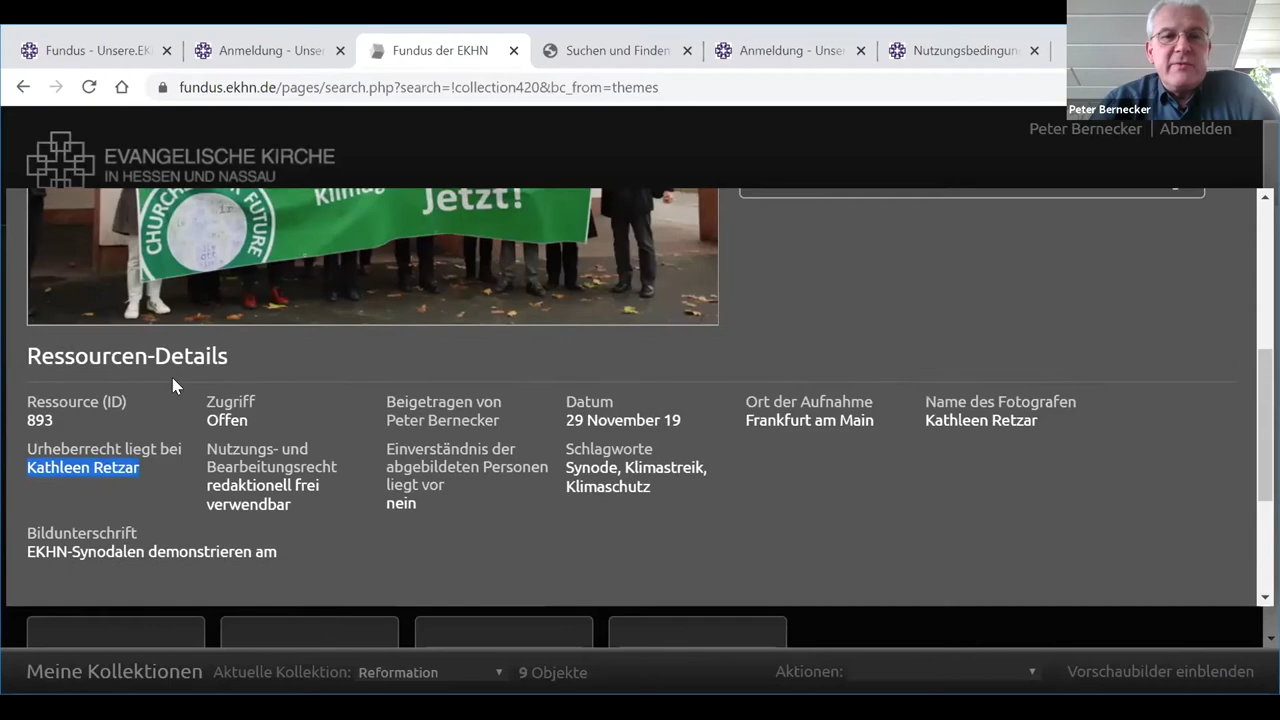 Fundus - Unsere.EK
Anmeldung - Unser
Fundus der EKHN
Suchen und Finden
Anmeldung - Unser
Nutzungsbedingun
fundus.ekhn.de/pages/search.php?search=!collection420&bc_from=themes
Peter Bernecker
Peter Bernecker | Abmelden
EVANGELISCHE KIRCHE
IN HESSEN UND NASSAU
Jetzt!
CHURCH FUTURE
Ressourcen-Details
Ressource (ID)
893
Zugriff
Offen
Beigetragen von
Peter Bernecker
Datum
29 November 19
Ort der Aufnahme
Frankfurt am Main
Name des Fotografen
Kathleen Retzar
Urheberrecht liegt bei
Kathleen Retzar
Nutzungs- und
Bearbeitungsrecht
redaktionell frei
verwendbar
Einverständnis der
abgebildeten Personen
liegt vor
nein
Schlagworte
Synode, Klimastreik,
Klimaschutz
Bildunterschrift
EKHN-Synodalen demonstrieren am
Meine Kollektionen
Aktuelle Kollektion: Reformation
9 Objekte
Aktionen:
Vorschaubilder einblenden